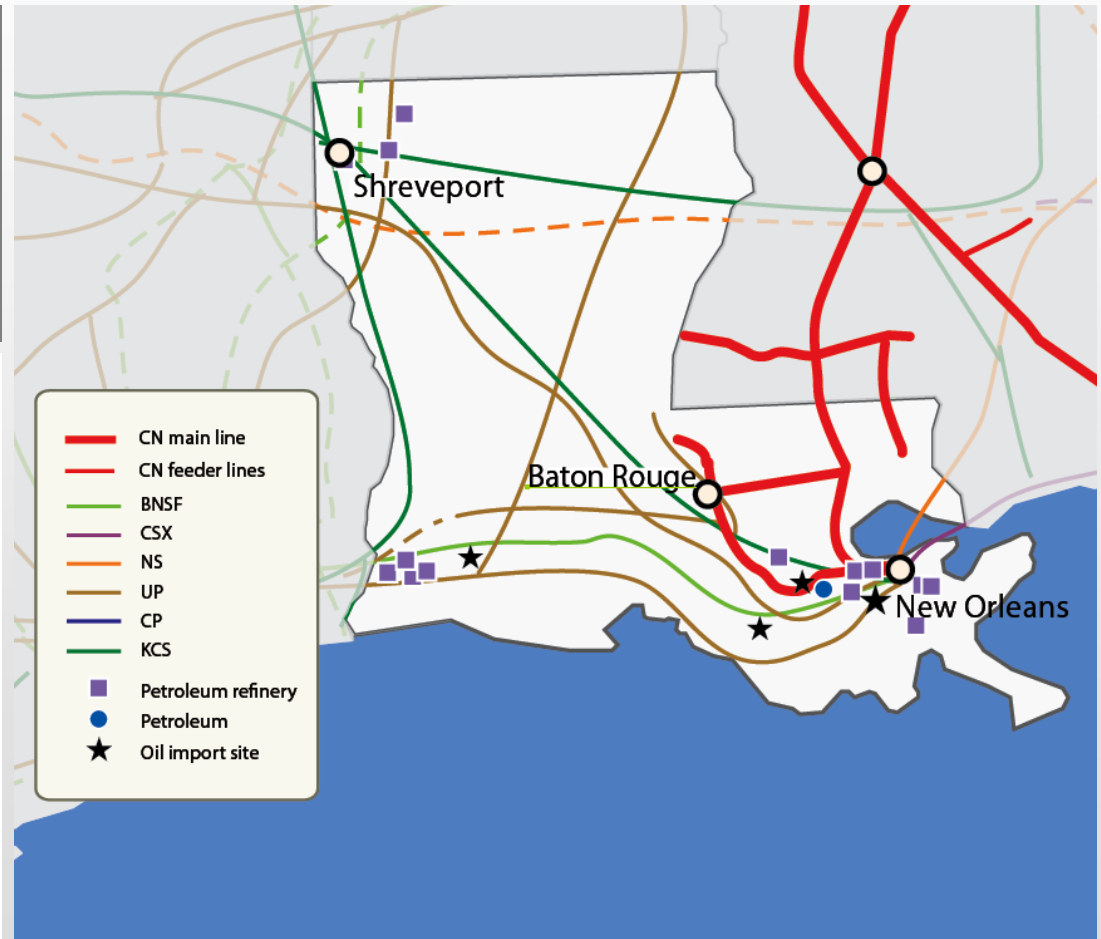 Shreveport
CN main line
CN feeder lines
BNSF
CSX
NS
UP
CP
KCS
Petroleum refinery
Petroleum
Oil import site
Baton Rouge
New Orleans